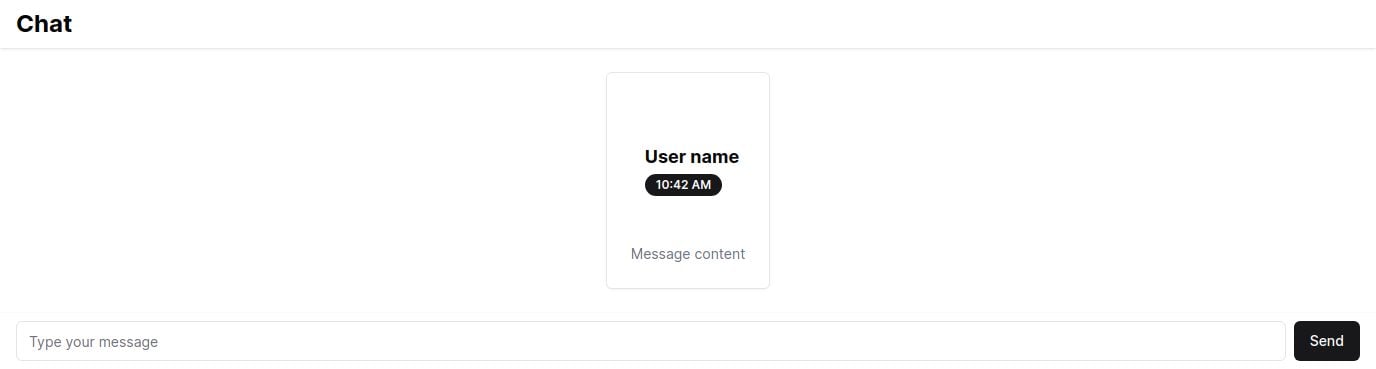 Chat
User name
10:42 AM
Message content
Type your message
Send